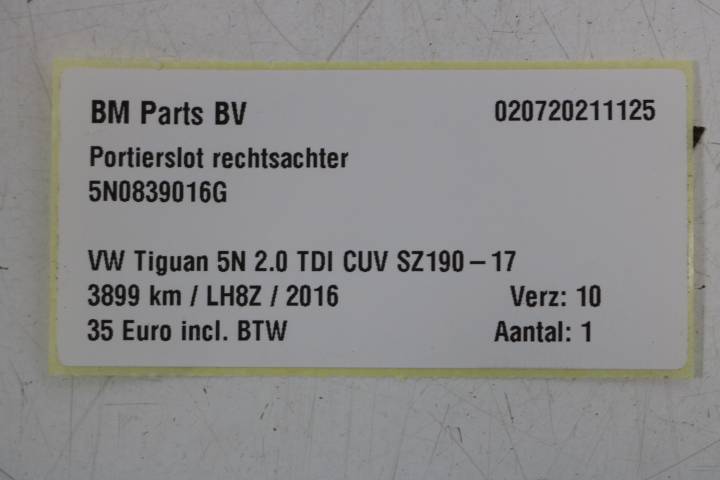 BM Parts BV 020720211125
Portierslot rechtsachter
5N0839016G
VW Tiguan 5N 2.0 TDI CUV SZ190 – 17
3899 km / LH8Z / 2016 Verz: 10
35 Euro incl. BTW Aantal: 1